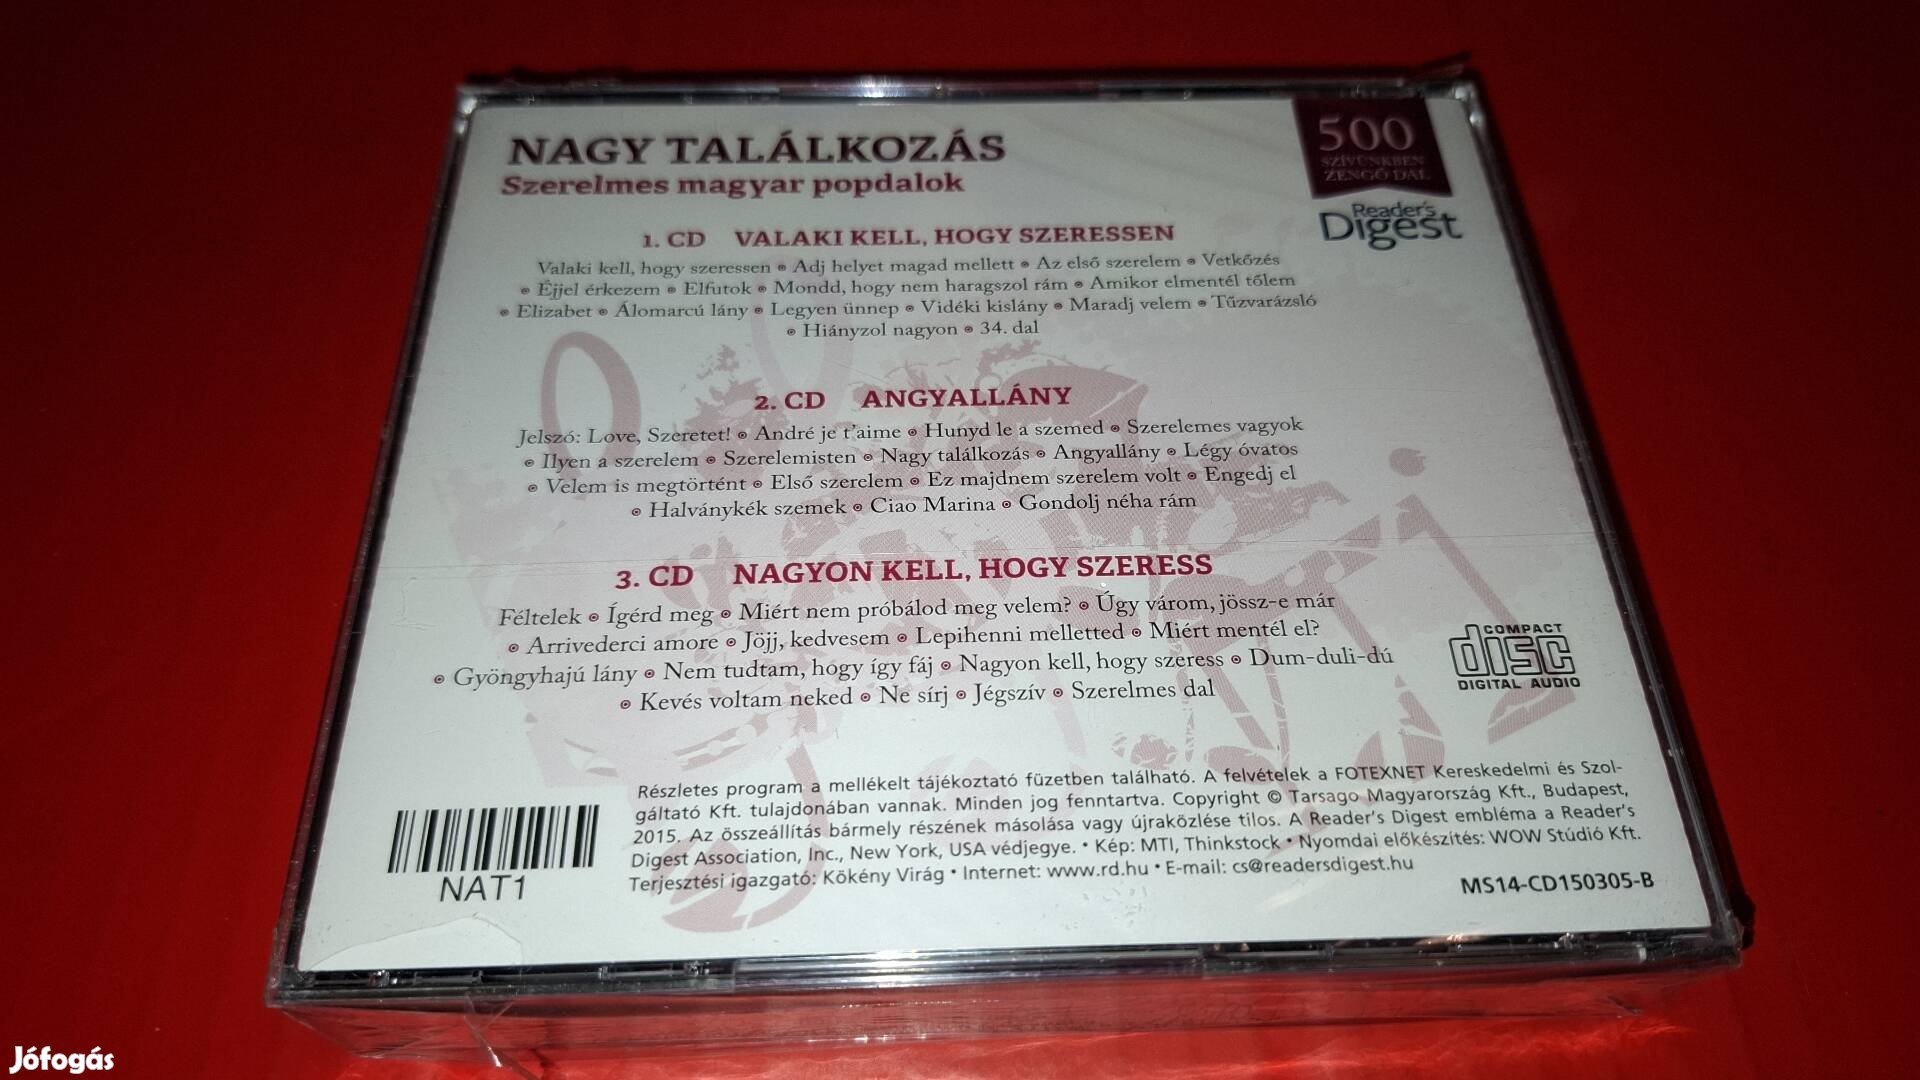 NAGY TALÁLKOZÁS
Szerelmes magyar popdalok
500
SZÍVÜNKBEN
ZENGŐ DAL
Reader's
Digest
1. CD VALAKI KELL, HOGY SZERESSEN
Valaki kell, hogy szeressen • Adj helyet magad mellett • Az első szerelem • Vetkőzés
• Éjjel érkezem • Elfutok • Mondd, hogy nem haragszol rám • Amikor elmentél tőlem
• Elizabet • Álomarcú lány • Legyen ünnep • Vidéki kislány • Maradj velem • Tűzvarázsló
• Hiányzol nagyon • 34. dal
2. CD ANGYALLÁNY
Jelszó: Love, Szeretet! • André je t'aime • Hunyd le a szemed • Szerelemes vagyok
• Ilyen a szerelem • Szerelemisten • Nagy találkozás • Angyallány • Légy óvatos
• Velem is megtörtént • Első szerelem • Ez majdnem szerelem volt • Engedj el
• Halványkék szemek • Ciao Marina • Gondolj néha rám
3. CD NAGYON KELL, HOGY SZERESS
Féltelek • Ígérd meg • Miért nem próbálod meg velem? • Úgy várom, jössz-e már
• Arrivederci amore • Jöjj, kedvesem • Lepihenni melletted • Miért mentél el?
• Gyöngyhajú lány • Nem tudtam, hogy így fáj • Nagyon kell, hogy szeress • Dum-duli-dú
• Kevés voltam neked • Ne sírj • Jégszív • Szerelmes dal
COMPACT
disc
DIGITAL AUDIO
Részletes program a mellékelt tájékoztató füzetben található. A felvételek a FOTEXNET Kereskedelmi és Szol-
gáltató Kft. tulajdonában vannak. Minden jog fenntartva. Copyright © Tarsago Magyarország Kft., Budapest,
2015. Az összeállítás bármely részének másolása vagy újraközlése tilos. A Reader's Digest embléma a Reader's
Digest Association, Inc., New York, USA védjegye. • Kép: MTI, Thinkstock • Nyomdai előkészítés: WOW Stúdió Kft.
Terjesztési igazgató: Kökény Virág • Internet: www.rd.hu • E-mail: cs@readersdigest.hu
NAT1
MS14-CD150305-B
Jófogás